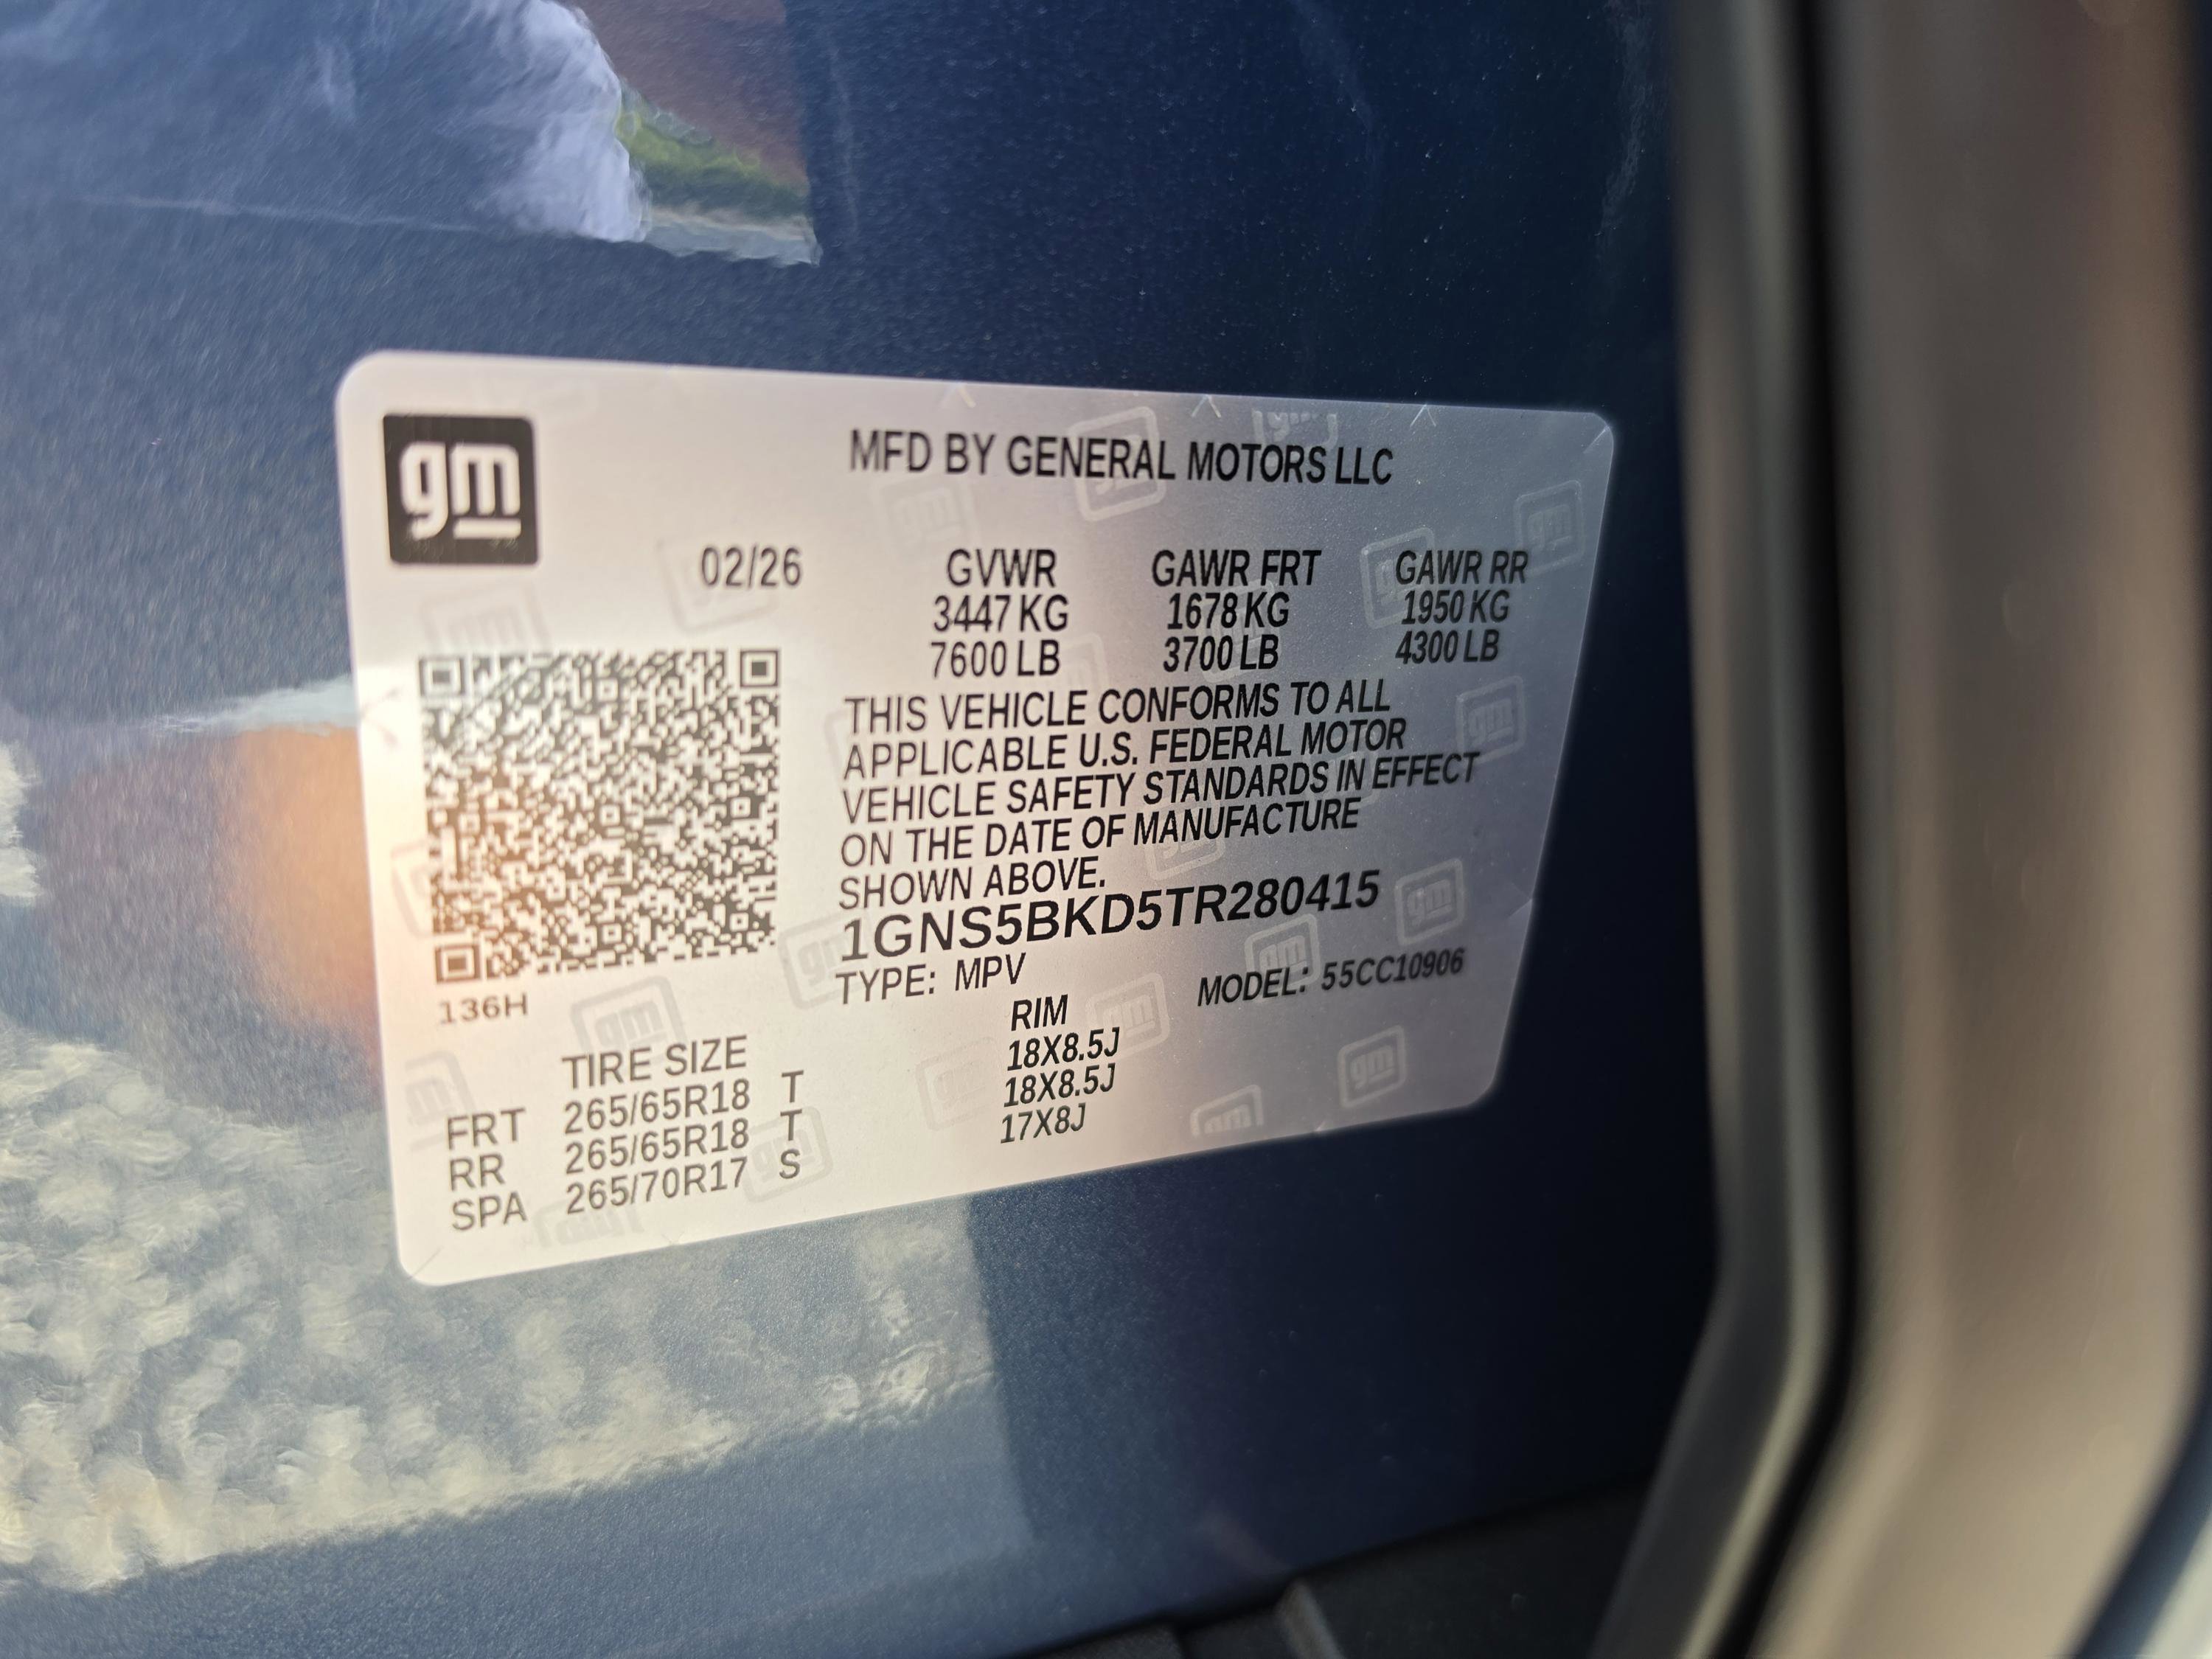 gm
MFD BY GENERAL MOTORS LLC
02/26 GVWR GAWR FRT GAWR RR
3447 KG 1678 KG 1950 KG
7600 LB 3700 LB 4300 LB
THIS VEHICLE CONFORMS TO ALL
APPLICABLE U.S. FEDERAL MOTOR
VEHICLE SAFETY STANDARDS IN EFFECT
ON THE DATE OF MANUFACTURE
SHOWN ABOVE.
1GNS5BKD5TR280415
TYPE: MPV MODEL: 55CC10906
136H
TIRE SIZE RIM
FRT 265/65R18 T 18X8.5J
RR 265/65R18 T 18X8.5J
SPA 265/70R17 S 17X8J